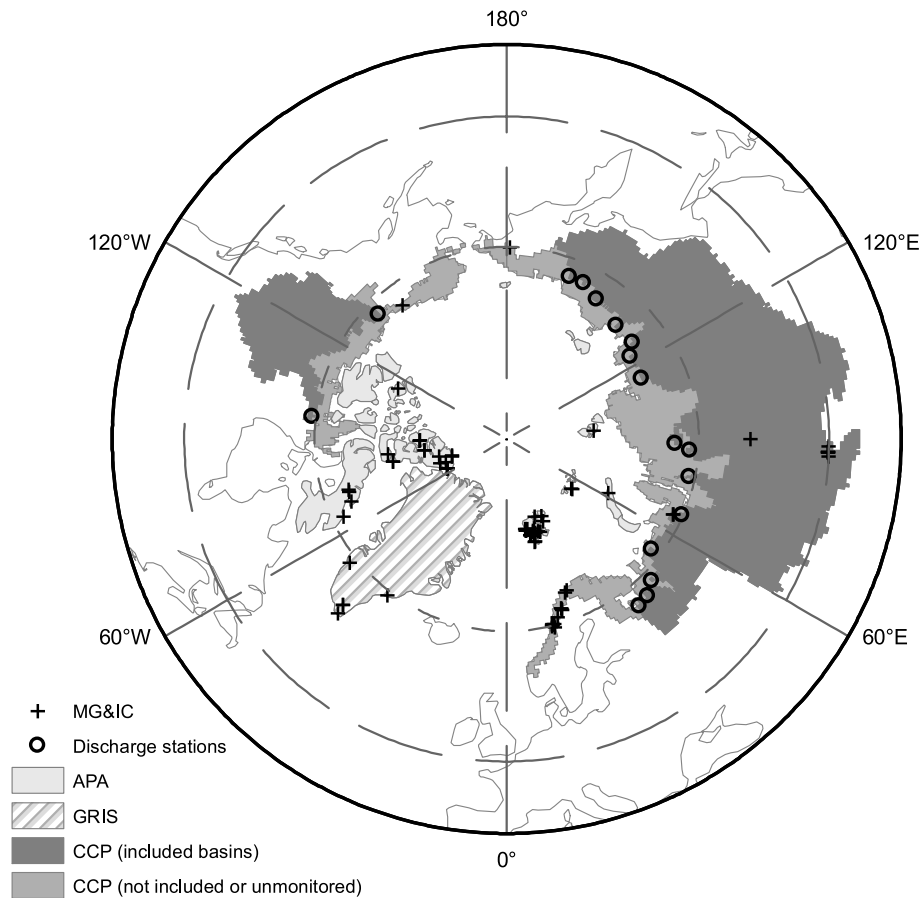 180°
120°W
120°E
60°W
60°E
MG&IC
Discharge stations
APA
GRIS
CCP (included basins)
0°
CCP (not included or unmonitored)